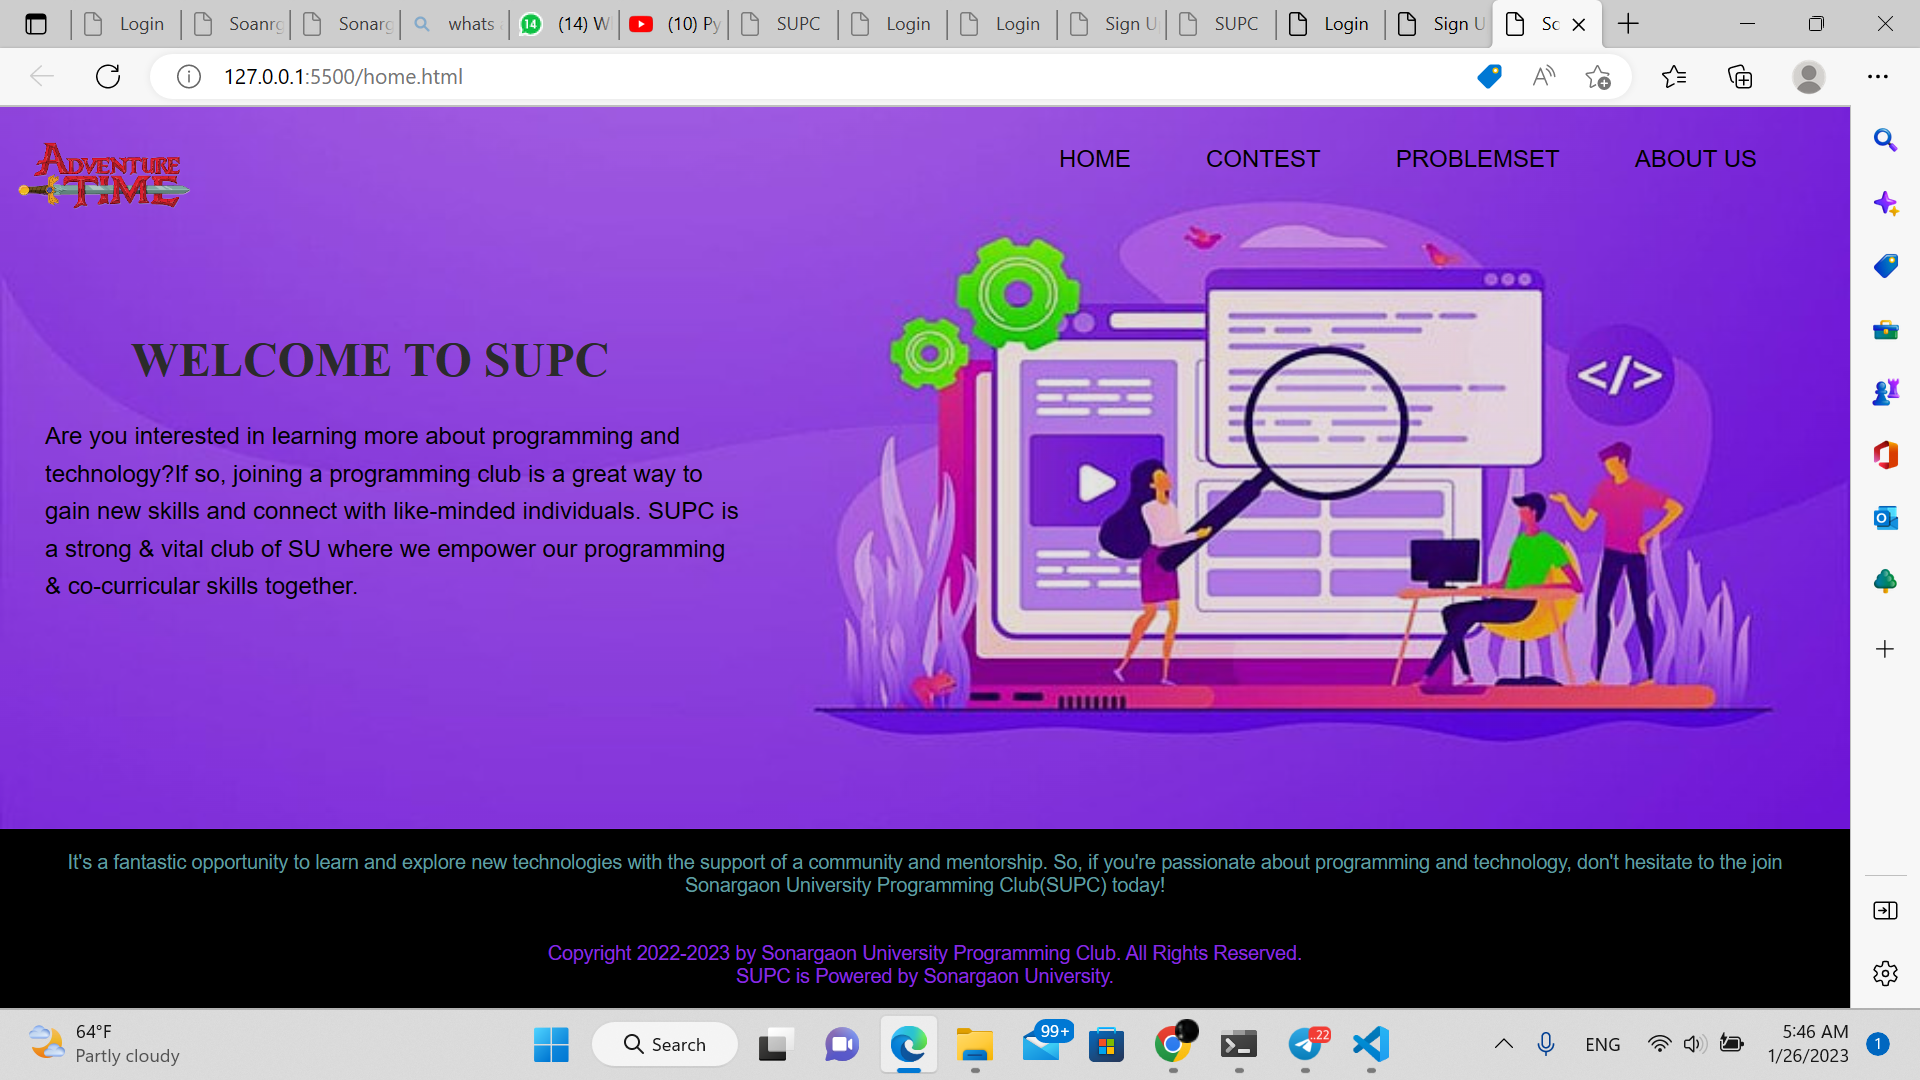 Login
Soanrg
Sonarg
whats
(14) W
(10) Py
SUPC
Login
Login
Sign U
SUPC
Login
Sign U
So
127.0.0.1:5500/home.html
ADVENTURE
TIME
HOME CONTEST PROBLEMSET ABOUT US
</>
WELCOME TO SUPC
Are you interested in learning more about programming and
technology?If so, joining a programming club is a great way to
gain new skills and connect with like-minded individuals. SUPC is
a strong & vital club of SU where we empower our programming
& co-curricular skills together.
It's a fantastic opportunity to learn and explore new technologies with the support of a community and mentorship. So, if you're passionate about programming and technology, don't hesitate to the join
Sonargaon University Programming Club(SUPC) today!
Copyright 2022-2023 by Sonargaon University Programming Club. All Rights Reserved.
SUPC is Powered by Sonargaon University.
64°F
Partly cloudy
Search
99+
..22
ENG
5:46 AM
1/26/2023
1